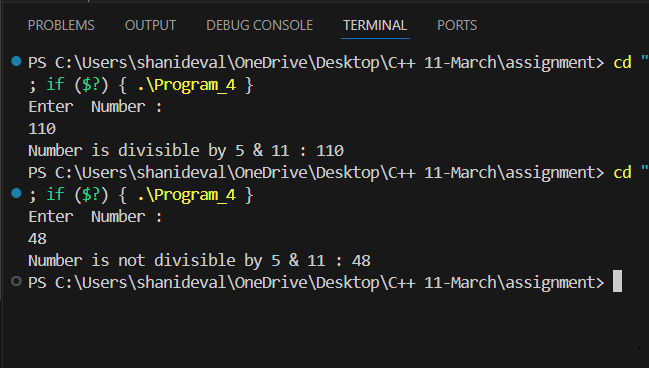 PROBLEMS OUTPUT DEBUG CONSOLE TERMINAL PORTS
PS C:\Users\shanideval\OneDrive\Desktop\C++ 11-March\assignment> cd "
; if ($?) { .\Program_4 }
Enter  Number :
110
Number is divisible by 5 & 11 : 110
PS C:\Users\shanideval\OneDrive\Desktop\C++ 11-March\assignment> cd "
; if ($?) { .\Program_4 }
Enter  Number :
48
Number is not divisible by 5 & 11 : 48
PS C:\Users\shanideval\OneDrive\Desktop\C++ 11-March\assignment>